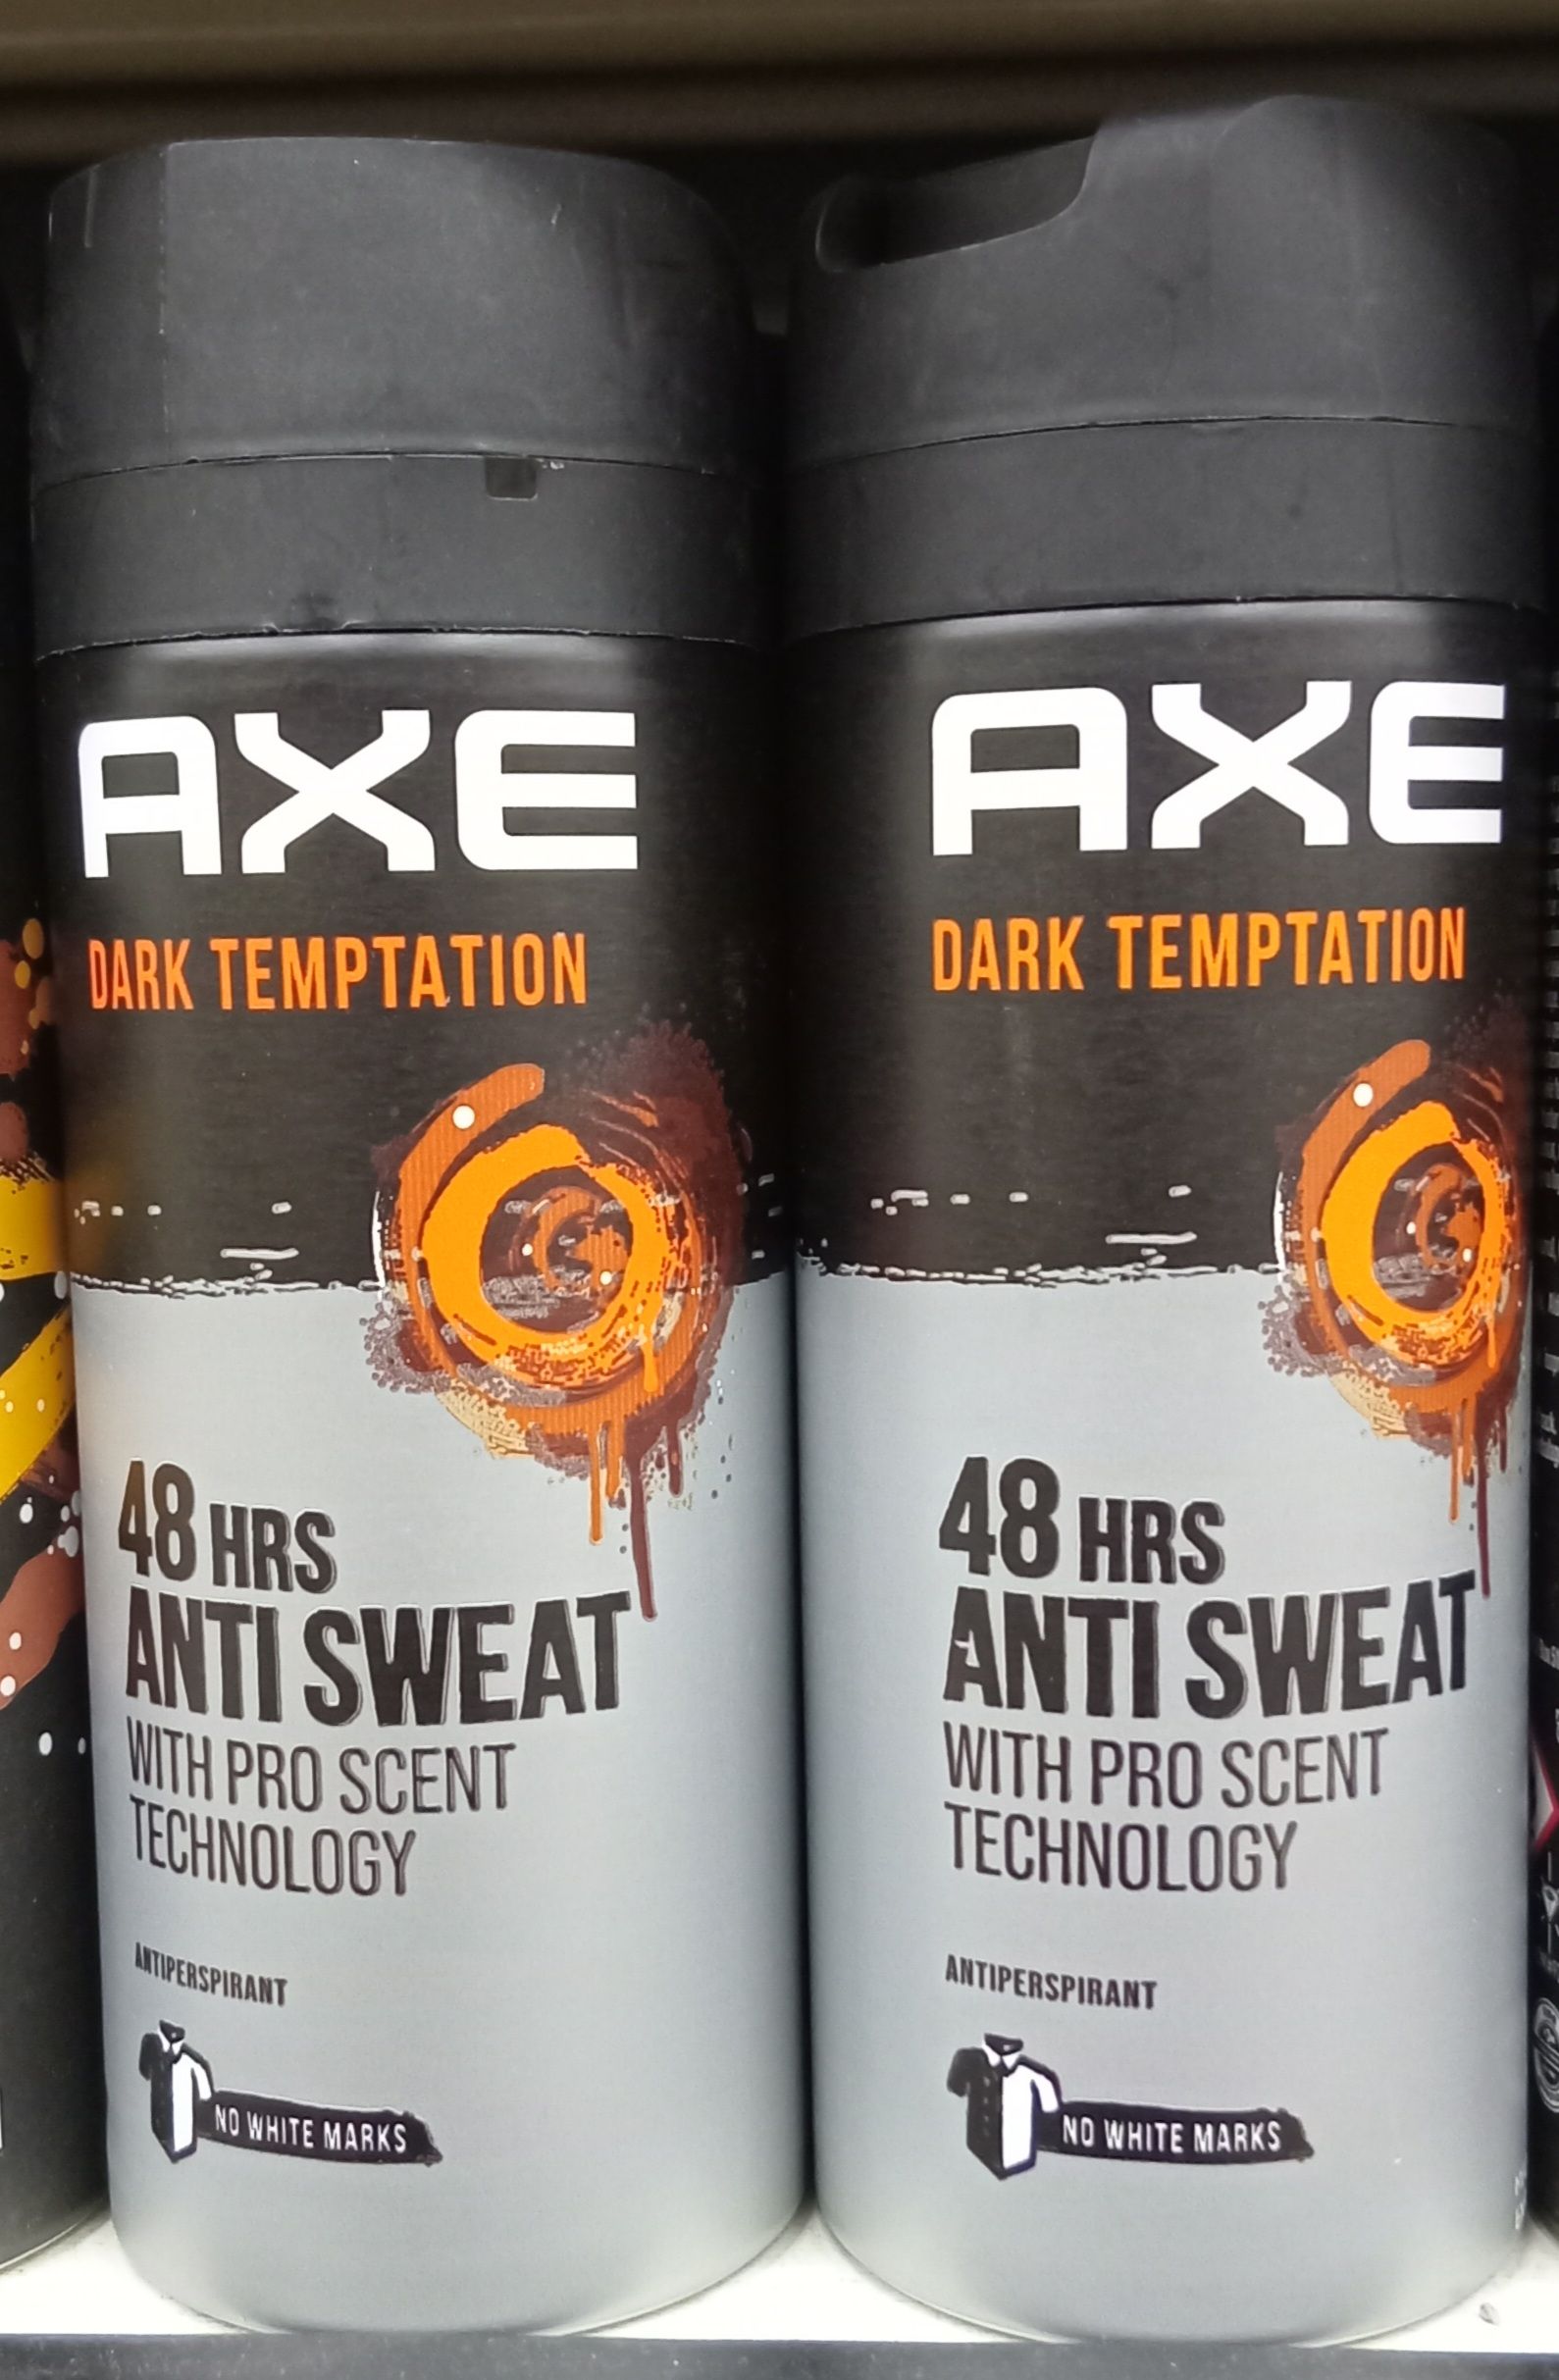 AXE
DARK TEMPTATION
48 HRS
ANTI SWEAT
WITH PRO SCENT
TECHNOLOGY
ANTIPERSPIRANT
NO WHITE MARKS
AXE
DARK TEMPTATION
48 HRS
ANTI SWEAT
WITH PRO SCENT
TECHNOLOGY
ANTIPERSPIRANT
NO WHITE MARKS